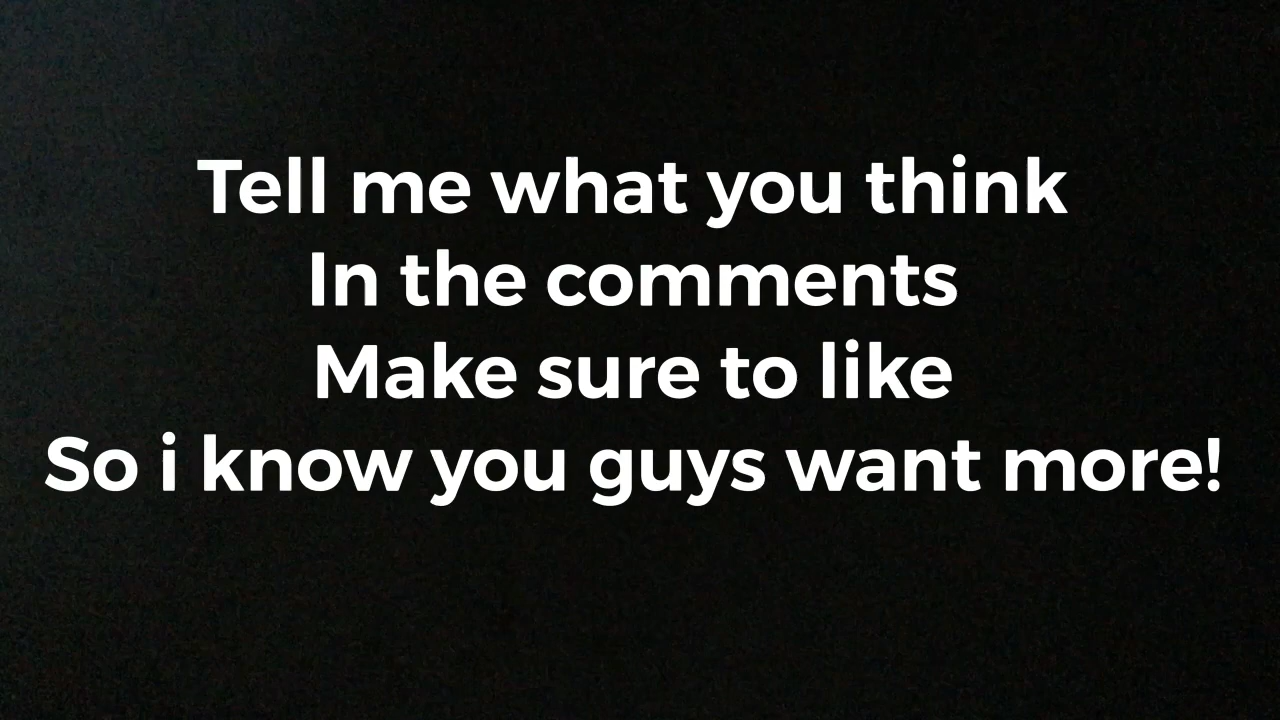 Tell me what you think
In the comments
Make sure to like
So i know you guys want more!